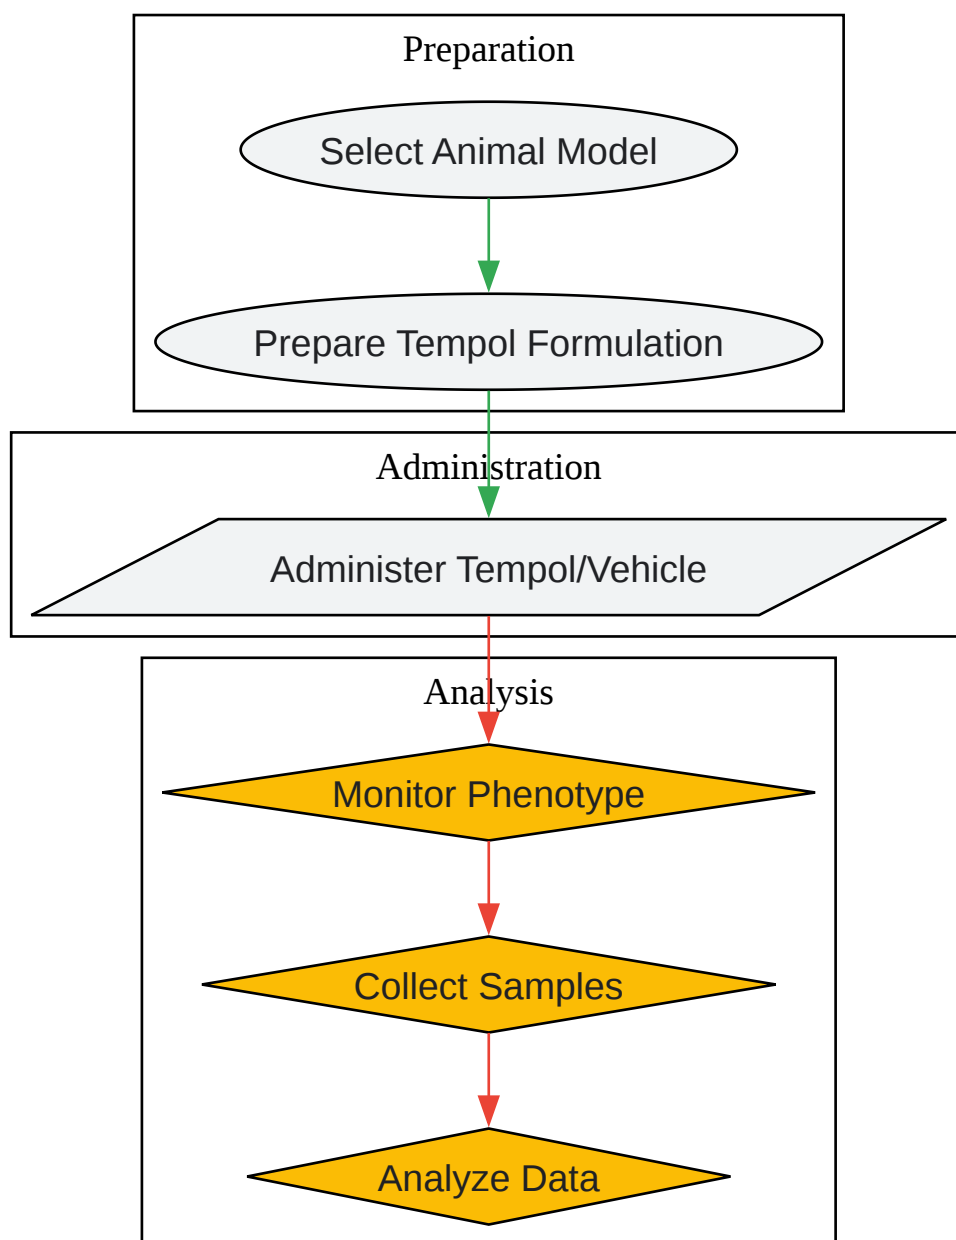 Preparation
Select Animal Model
Prepare Tempol Formulation
Administration
Administer Tempol/Vehicle
Analysis
Monitor Phenotype
Collect Samples
Analyze Data